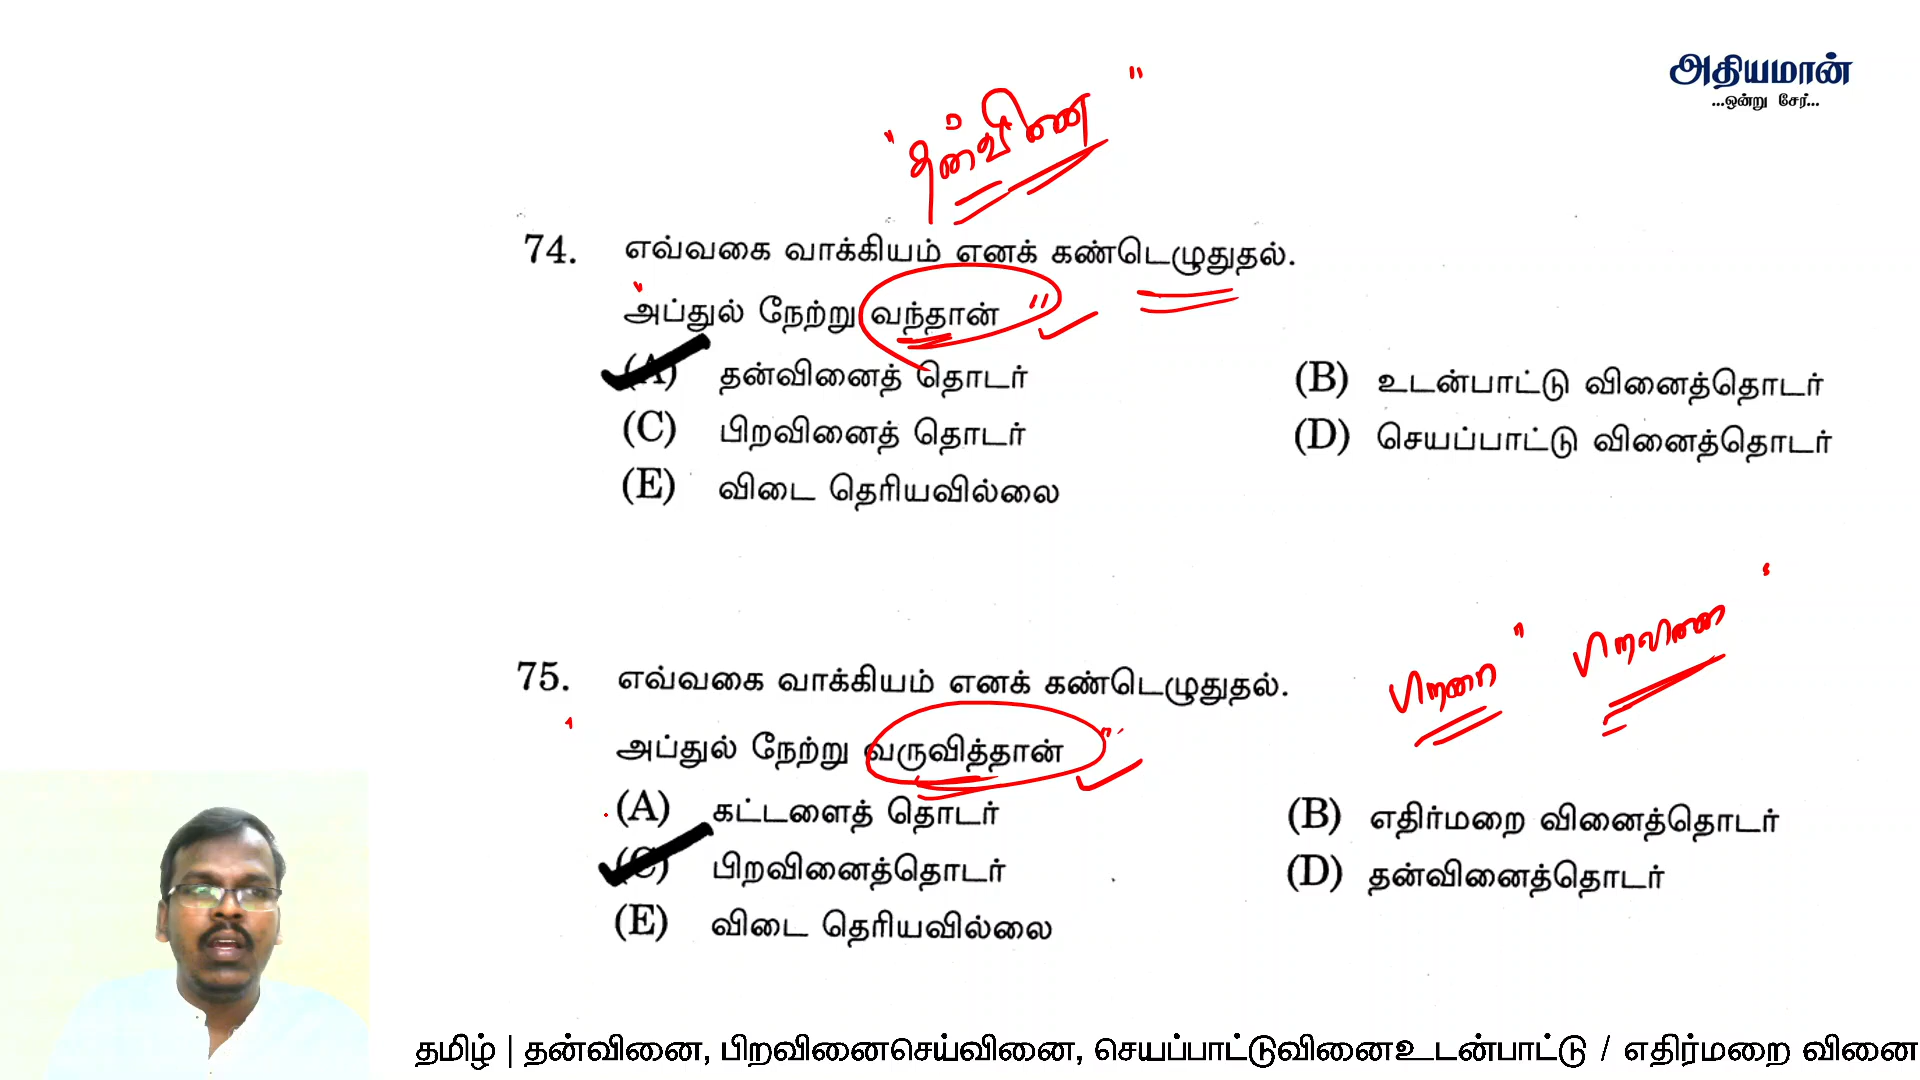 அதியமான்
...ஒன்று சேர்...
" தன்வினை "
74. எவ்வகை வாக்கியம் எனக் கண்டெழுதுதல்.
"அப்துல் நேற்று வந்தான்"
(A) தன்வினைத் தொடர்
(B) உடன்பாட்டு வினைத்தொடர்
(C) பிறவினைத் தொடர்
(D) செயப்பாட்டு வினைத்தொடர்
(E) விடை தெரியவில்லை
பிறவினை
75. எவ்வகை வாக்கியம் எனக் கண்டெழுதுதல்.
அப்துல் நேற்று வருவித்தான்"
(A) கட்டளைத் தொடர்
(B) எதிர்மறை வினைத்தொடர்
(C) பிறவினைத்தொடர்
(D) தன்வினைத்தொடர்
(E) விடை தெரியவில்லை
தமிழ் | தன்வினை, பிறவினைசெய்வினை, செயப்பாட்டுவினைஉடன்பாட்டு / எதிர்மறை வினை